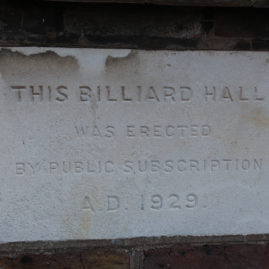 THIS BILLIARD HALL
WAS ERECTED
BY PUBLIC SUBSCRIPTION
A.D. 1929.